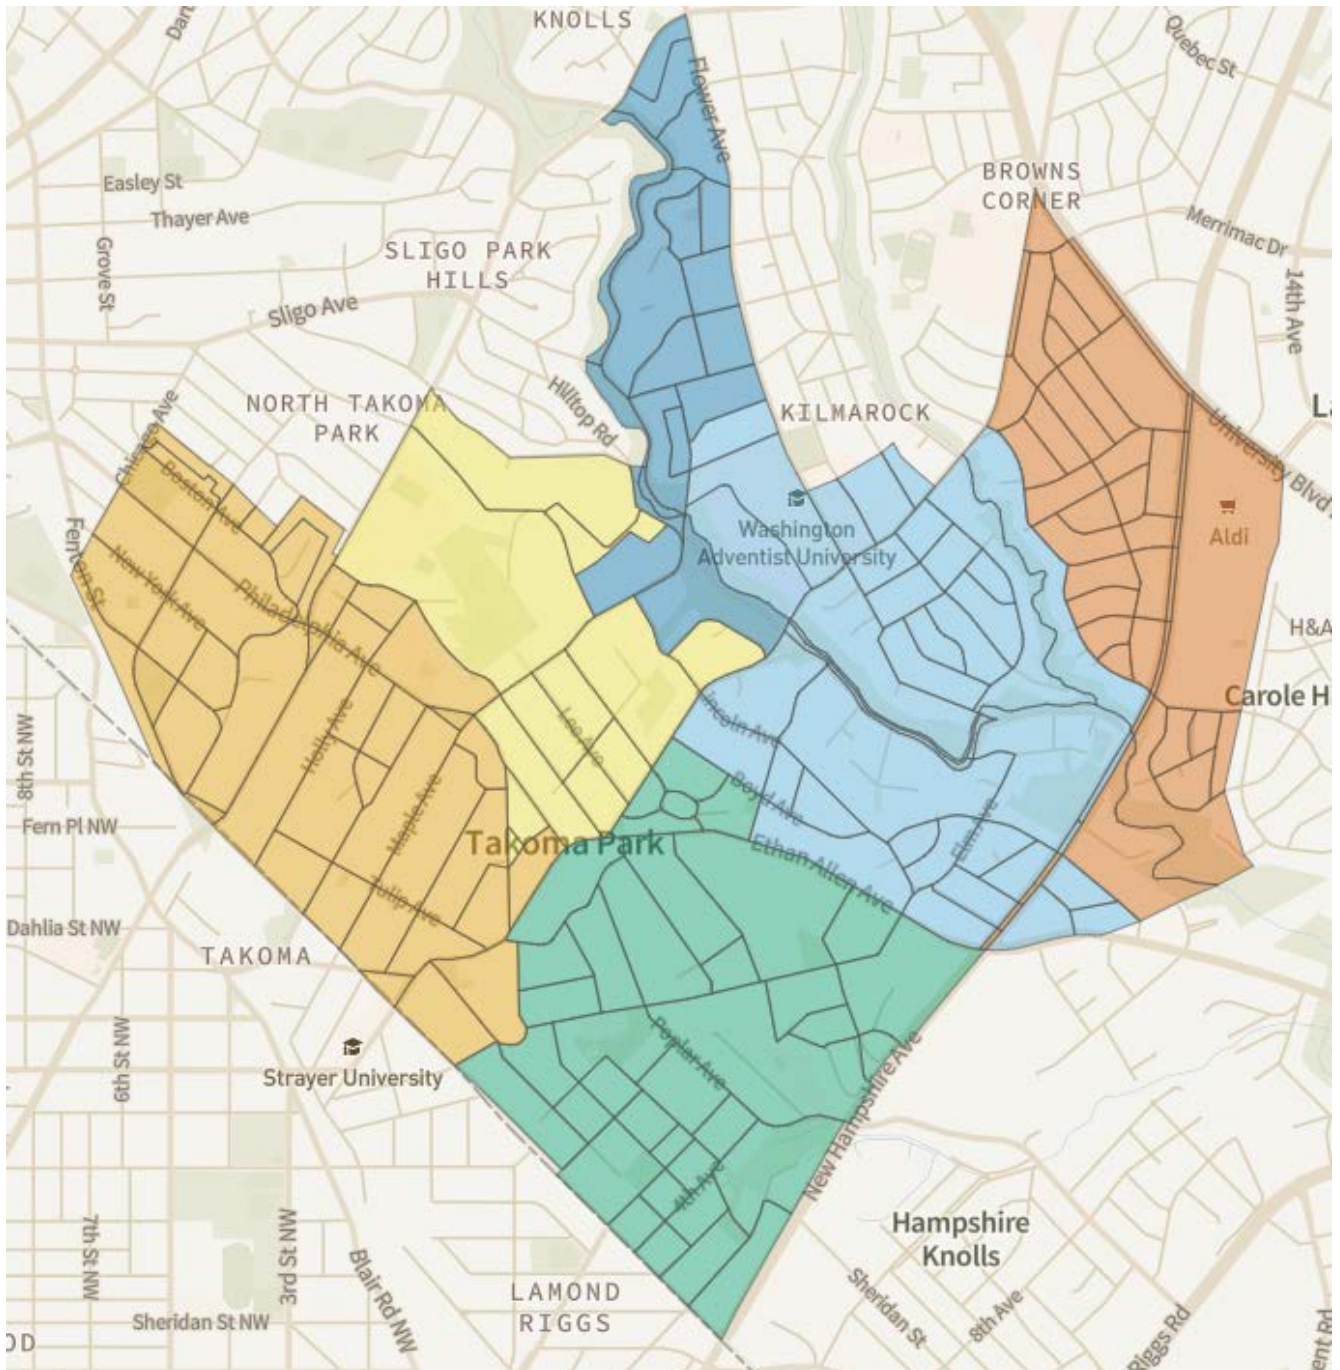 KNOLLS
Quebec St
Flower Ave
BROWNS
CORNER
Easley St
Thayer Ave
Grove St
SLIGO PARK
HILLS
Merrimac Dr
14th Ave
Sligo Ave
Hilltop Rd
Chicago Ave
NORTH TAKOMA
PARK
KILMAROCK
University Blvd
Boston Ave
Fenton St
Washington
Adventist University
Aldi
New York Ave
Philadelphia Ave
H&A
Carole H
8th St NW
Holly Ave
Lee Ave
Lincoln Ave
Boyd Ave
Maple Ave
Elm Ave
Fern Pl NW
Takoma Park
Ethan Allen Ave
Tulip Ave
Dahlia St NW
TAKOMA
6th St NW
Strayer University
Poplar Ave
New Hampshire Ave
4th Ave
7th St NW
3rd St NW
Blair Rd NW
Hampshire
Knolls
LAMOND
RIGGS
Sheridan St NW
Sheridan St
8th Ave
Riggs Rd